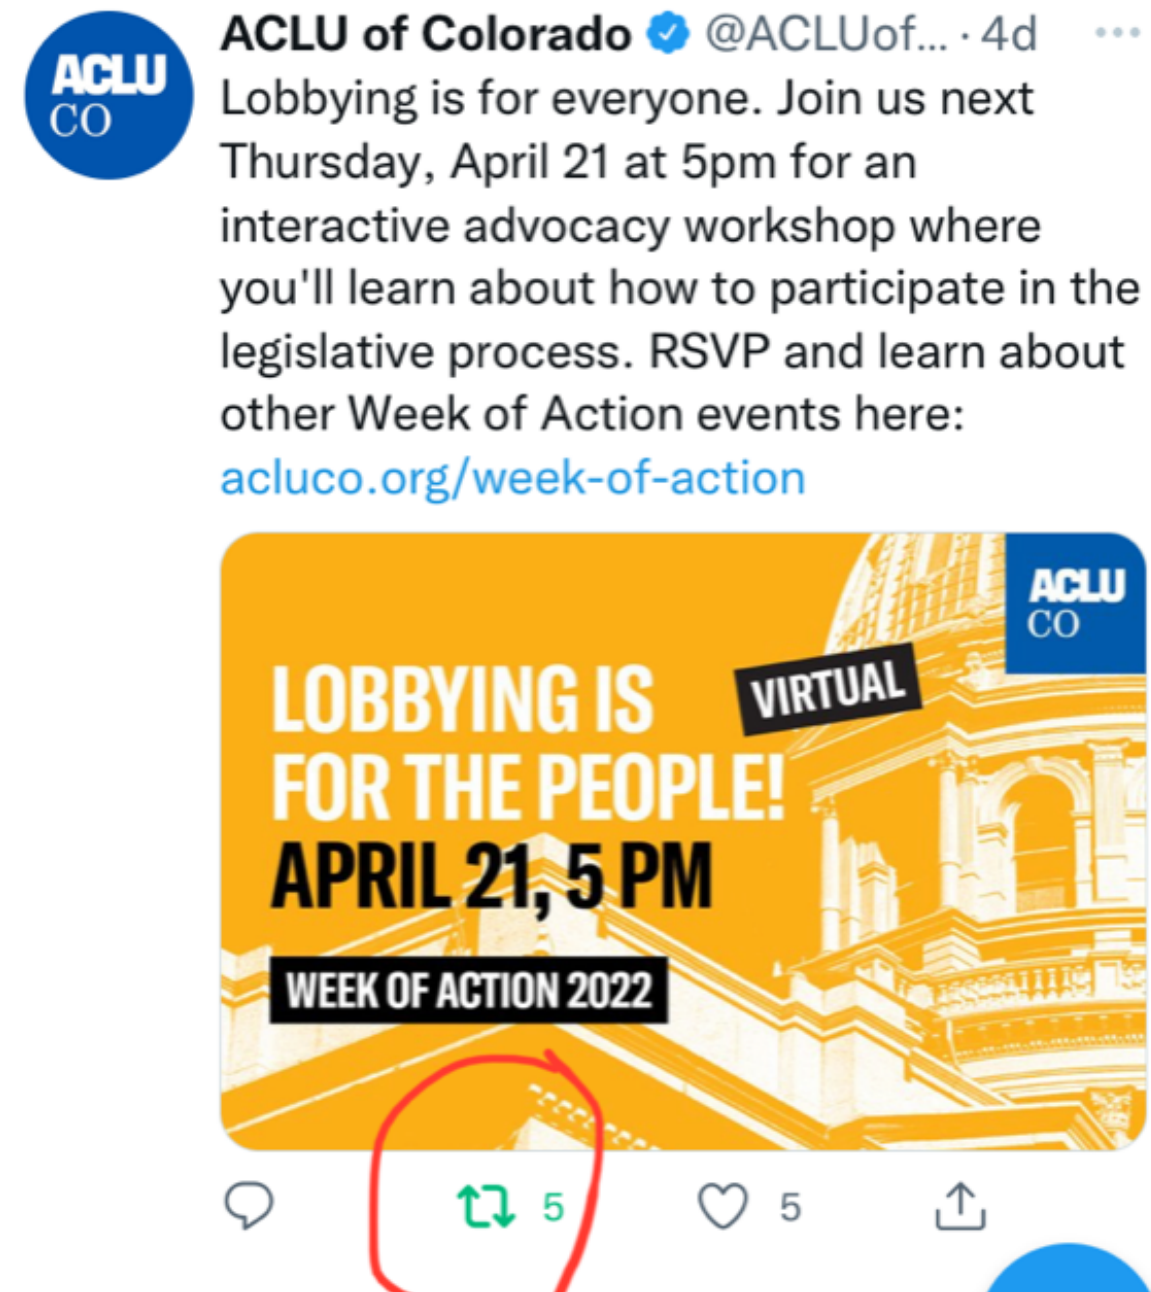 ACLU of Colorado @ACLUof... · 4d
ACLU
CO
Lobbying is for everyone. Join us next
Thursday, April 21 at 5pm for an
interactive advocacy workshop where
you'll learn about how to participate in the
legislative process. RSVP and learn about
other Week of Action events here:
acluco.org/week-of-action
ACLU
CO
VIRTUAL
LOBBYING IS
FOR THE PEOPLE!
APRIL 21, 5 PM
WEEK OF ACTION 2022
5 5